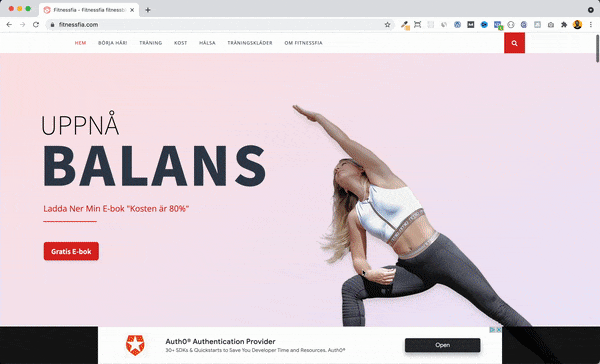 Fitnessfia - Fitnessfia fitnessb
fitnessfia.com
HEM BÖRJA HÄR! TRÄNING KOST HÄLSA TRÄNINGSKLÄDER OM FITNESSFIA
UPPNÅ
BALANS
Ladda Ner Min E-bok "Kosten är 80%"
Gratis E-bok
Auth0® Authentication Provider
30+ SDKs & Quickstarts to Save You Developer Time and Resources. Auth0®
Open